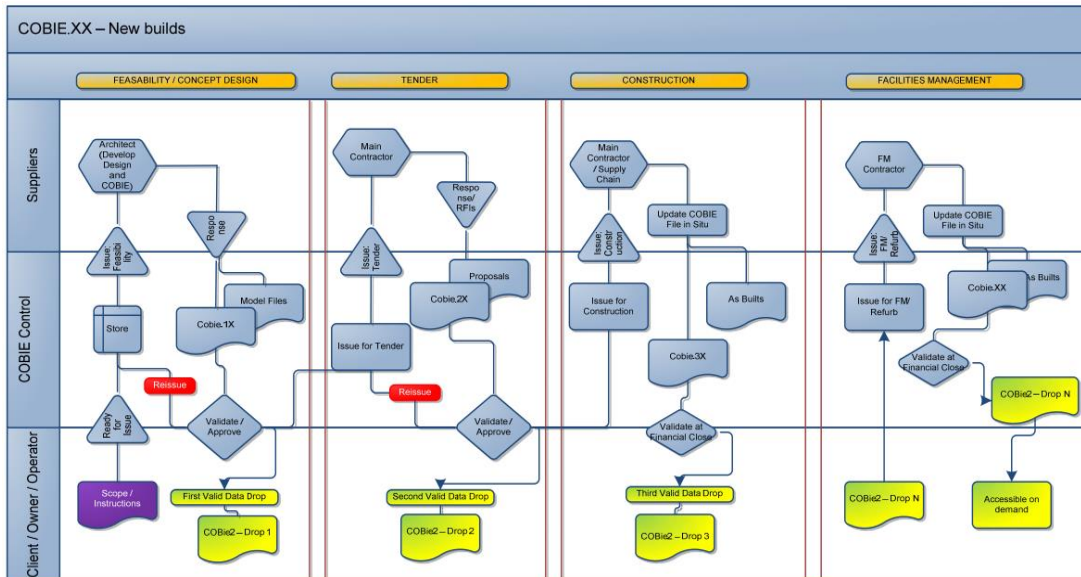 COBIE.XX – New builds
FEASABILITY / CONCEPT DESIGN
TENDER
CONSTRUCTION
FACILITIES MANAGEMENT
Suppliers
COBIE Control
Client / Owner / Operator
Architect
(Develop
Design
and
COBIE)
Respo
nse
Issue:
Feasibi
lity
Model Files
Cobie.1X
Store
Reissue
Ready
for
Issue
Validate /
Approve
Scope /
Instructions
First Valid Data Drop
COBie2 – Drop 1
Main
Contractor
Respo
nse/
RFIs
Issue:
Tender
Proposals
Cobie.2X
Issue for Tender
Reissue
Validate /
Approve
Second Valid Data Drop
COBie2 – Drop 2
Main
Contractor
/ Supply
Chain
Update COBIE
File in Situ
Issue:
Constr
uction
Issue for
Construction
As Builts
Cobie.3X
Validate at
Financial Close
Third Valid Data Drop
COBie2 – Drop 3
FM
Contractor
Update COBIE
File in Situ
Issue:
FM/
Refurb
As Builts
Cobie.XX
Issue for FM/
Refurb
Validate at
Financial Close
COBie2 – Drop N
COBie2 – Drop N
Accessible on
demand